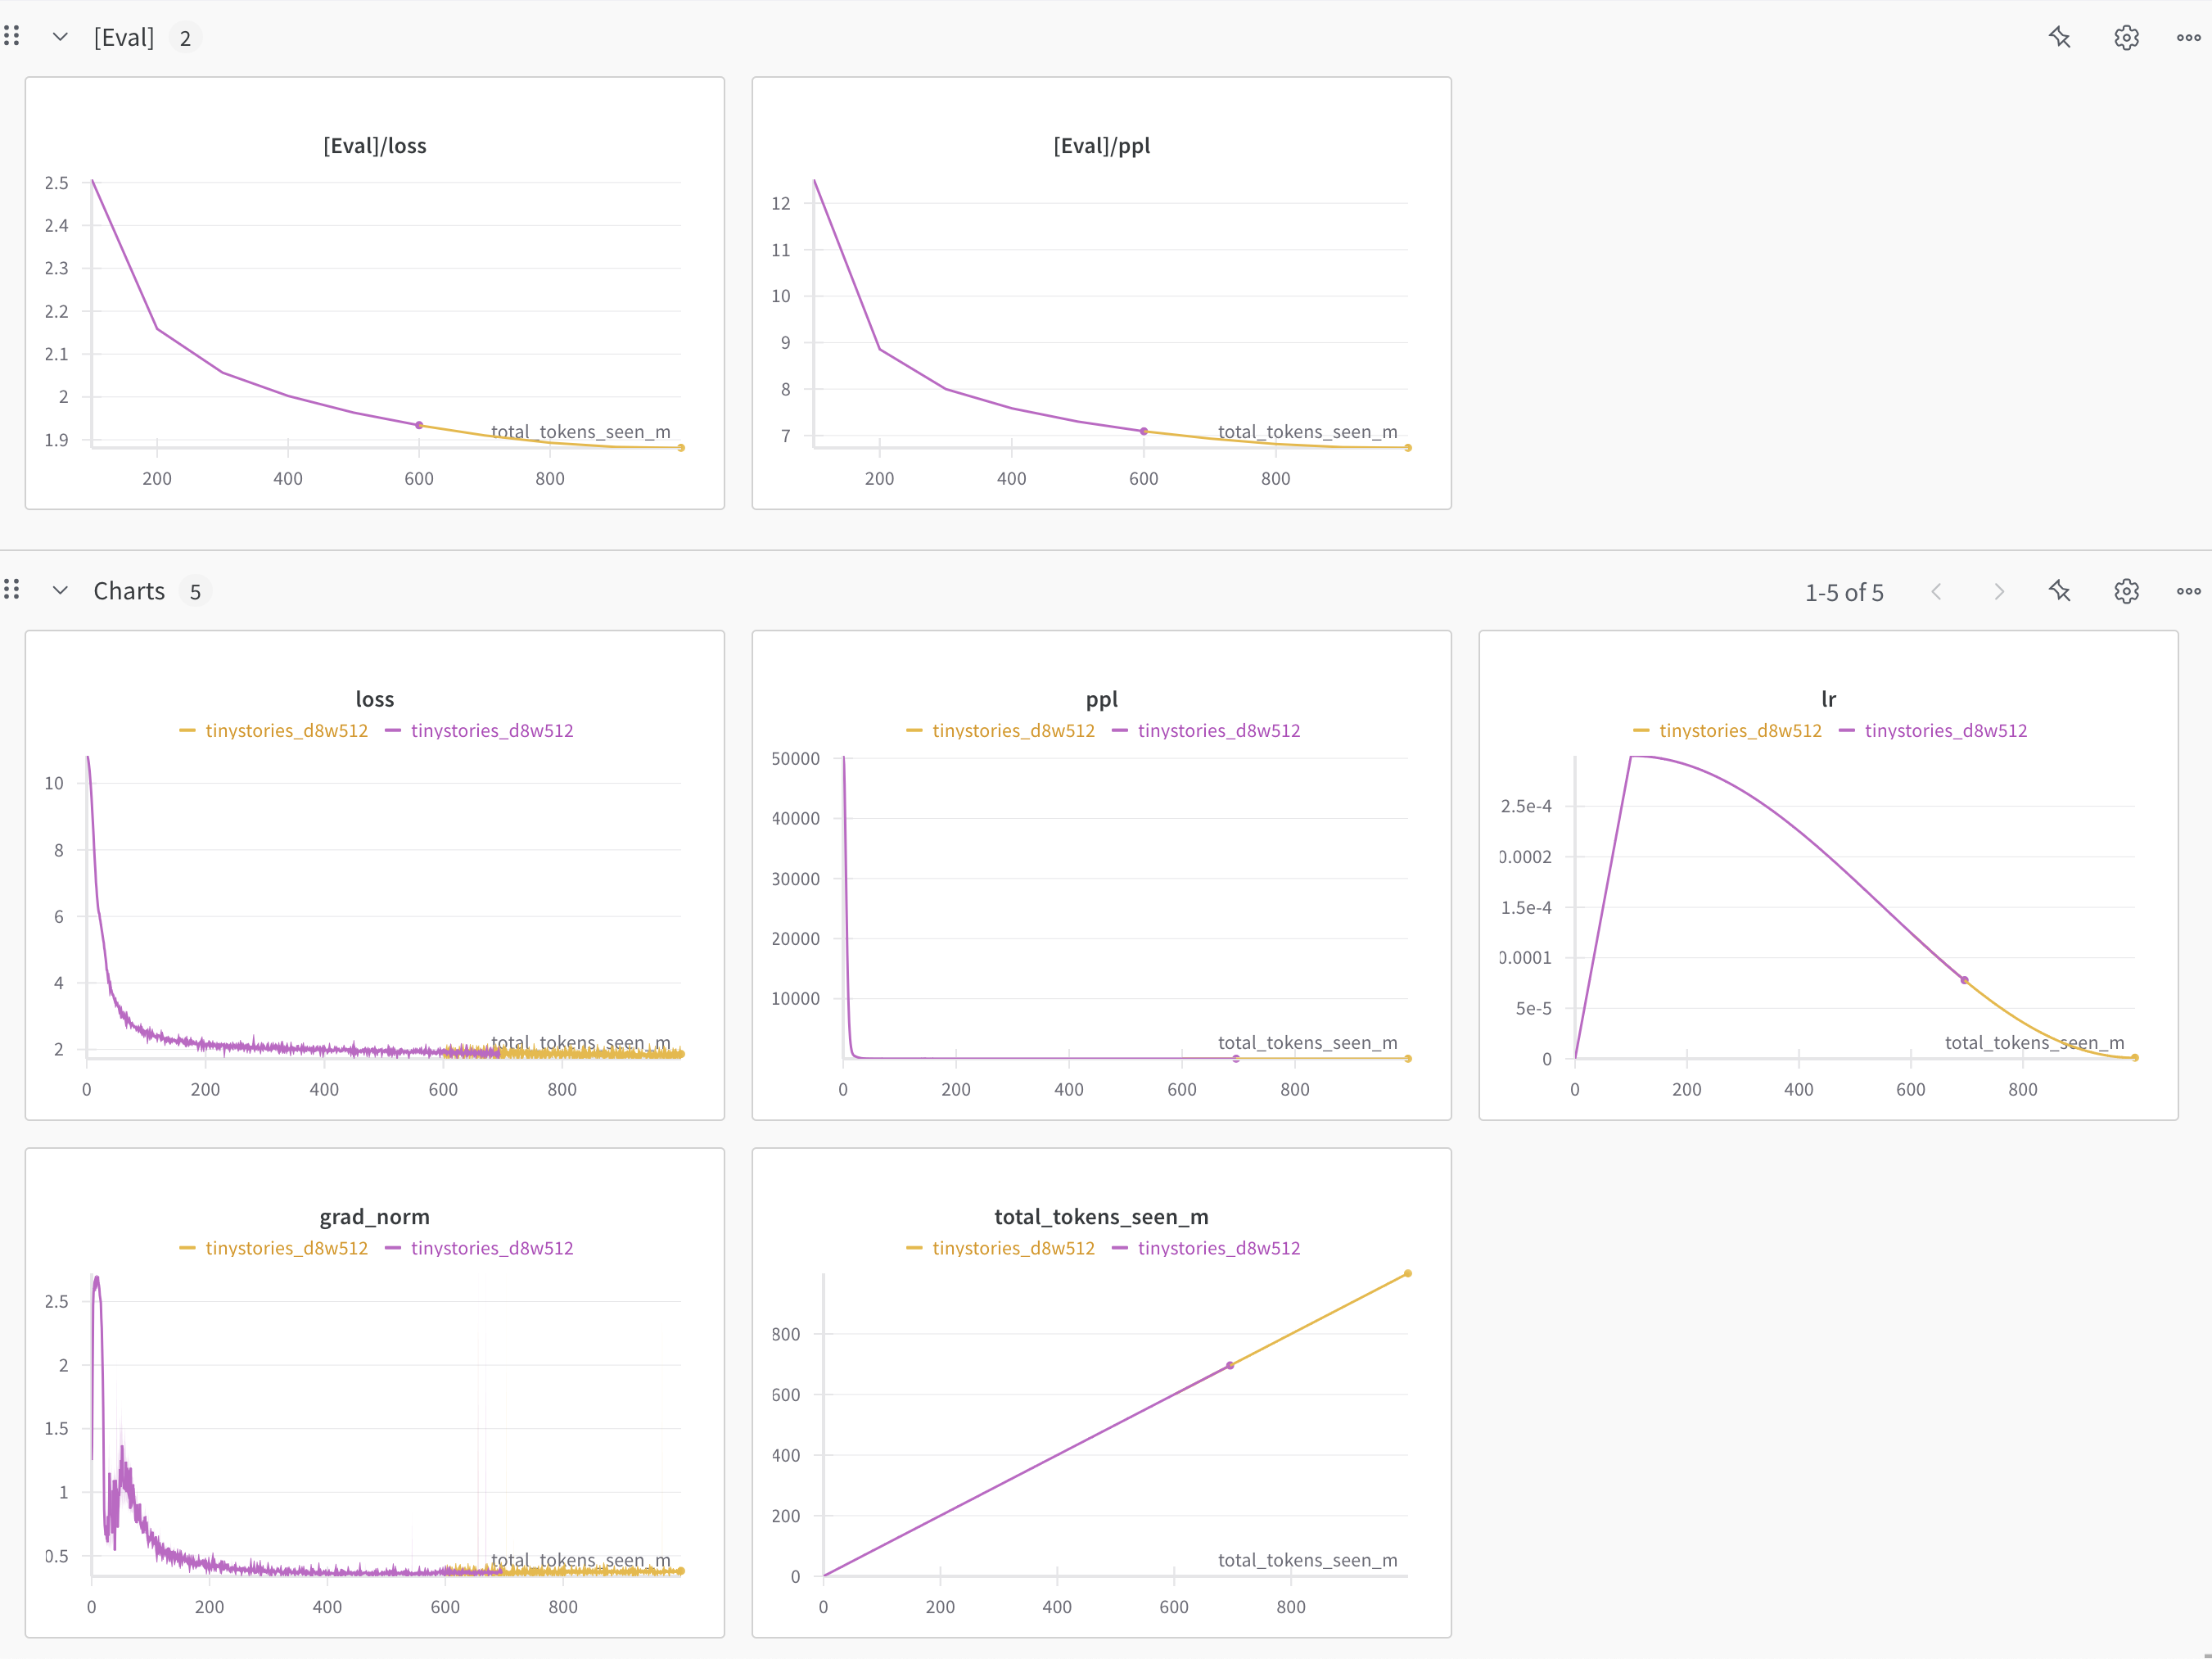 [Eval] 2
[Eval]/loss
2.5
2.4
2.3
2.2
2.1
2
1.9
total_tokens_seen_m
200 400 600 800
[Eval]/ppl
12
11
10
9
8
7
total_tokens_seen_m
200 400 600 800
Charts 5
1-5 of 5
loss
tinystories_d8w512 tinystories_d8w512
10
8
6
4
2
total_tokens_seen_m
0 200 400 600 800
ppl
tinystories_d8w512 tinystories_d8w512
50000
40000
30000
20000
10000
total_tokens_seen_m
0 200 400 600 800
lr
tinystories_d8w512 tinystories_d8w512
2.5e-4
0.0002
1.5e-4
0.0001
5e-5
0
total_tokens_seen_m
0 200 400 600 800
grad_norm
tinystories_d8w512 tinystories_d8w512
2.5
2
1.5
1
0.5
total_tokens_seen_m
0 200 400 600 800
total_tokens_seen_m
tinystories_d8w512 tinystories_d8w512
800
600
400
200
0
total_tokens_seen_m
0 200 400 600 800